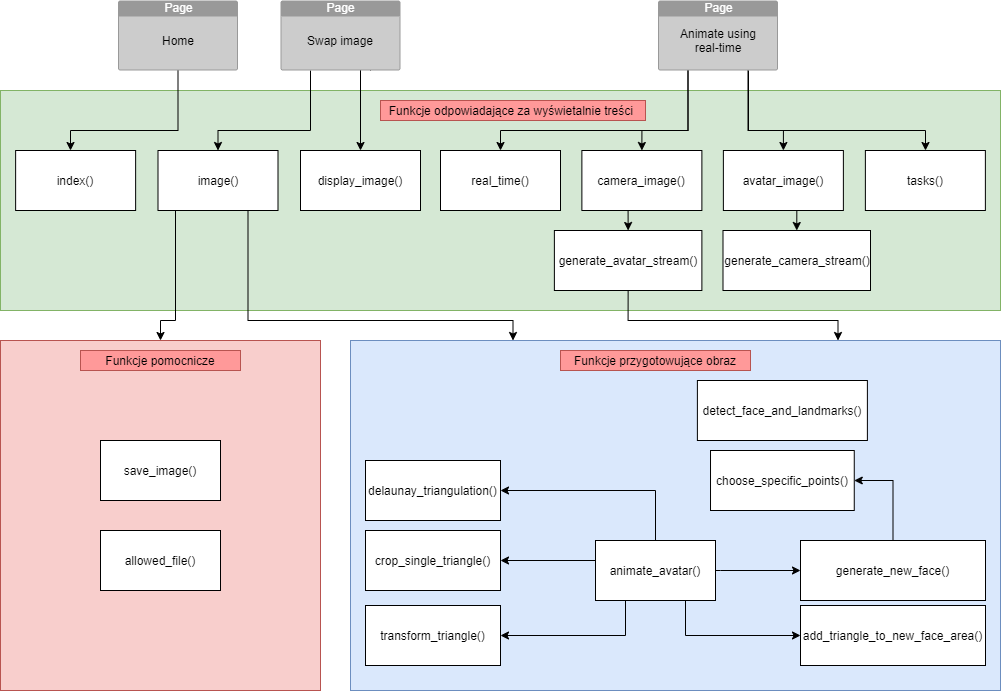 Page
Home
Page
Swap image
Page
Animate using
real-time
Funkcje odpowiadające za wyświetalnie treści
index()
image()
display_image()
real_time()
camera_image()
avatar_image()
tasks()
generate_avatar_stream()
generate_camera_stream()
Funkcje pomocnicze
save_image()
allowed_file()
Funkcje przygotowujące obraz
detect_face_and_landmarks()
choose_specific_points()
delaunay_triangulation()
crop_single_triangle()
animate_avatar()
generate_new_face()
transform_triangle()
add_triangle_to_new_face_area()